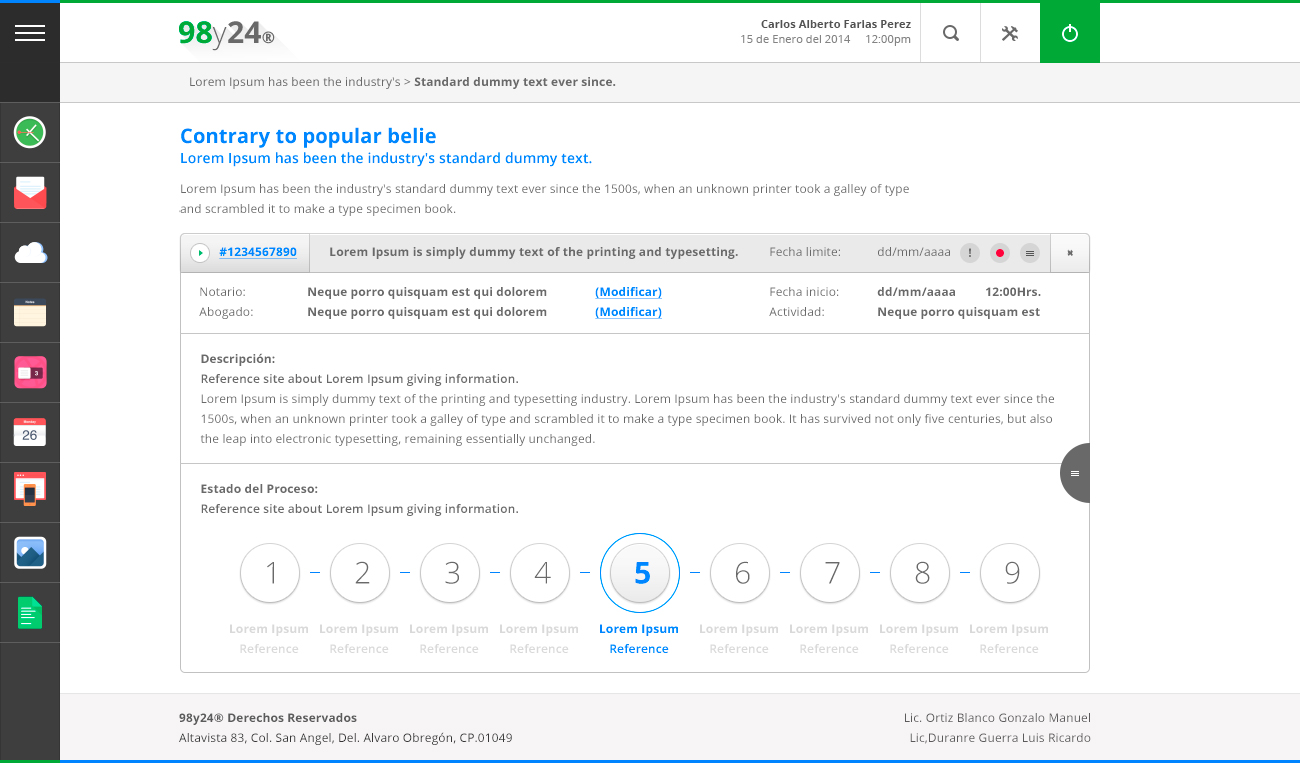 98y24®
Carlos Alberto Farlas Perez
15 de Enero del 2014 12:00pm
Lorem Ipsum has been the industry's > Standard dummy text ever since.
Contrary to popular belie
Lorem Ipsum has been the industry's standard dummy text.
Lorem Ipsum has been the industry's standard dummy text ever since the 1500s, when an unknown printer took a galley of type
and scrambled it to make a type specimen book.
#1234567890 Lorem Ipsum is simply dummy text of the printing and typesetting. Fecha limite: dd/mm/aaaa !
Notario: Neque porro quisquam est qui dolorem (Modificar) Fecha inicio: dd/mm/aaaa 12:00Hrs.
Abogado: Neque porro quisquam est qui dolorem (Modificar) Actividad: Neque porro quisquam est
Descripción:
Reference site about Lorem Ipsum giving information.
Lorem Ipsum is simply dummy text of the printing and typesetting industry. Lorem Ipsum has been the industry's standard dummy text ever since the
1500s, when an unknown printer took a galley of type and scrambled it to make a type specimen book. It has survived not only five centuries, but also
the leap into electronic typesetting, remaining essentially unchanged.
Estado del Proceso:
Reference site about Lorem Ipsum giving information.
1 2 3 4 5 6 7 8 9
Lorem Ipsum Lorem Ipsum Lorem Ipsum Lorem Ipsum Lorem Ipsum Lorem Ipsum Lorem Ipsum Lorem Ipsum Lorem Ipsum
Reference Reference Reference Reference Reference Reference Reference Reference Reference
Notes
3
Monday
26
98y24® Derechos Reservados
Altavista 83, Col. San Angel, Del. Alvaro Obregón, CP.01049
Lic. Ortiz Blanco Gonzalo Manuel
Lic,Duranre Guerra Luis Ricardo